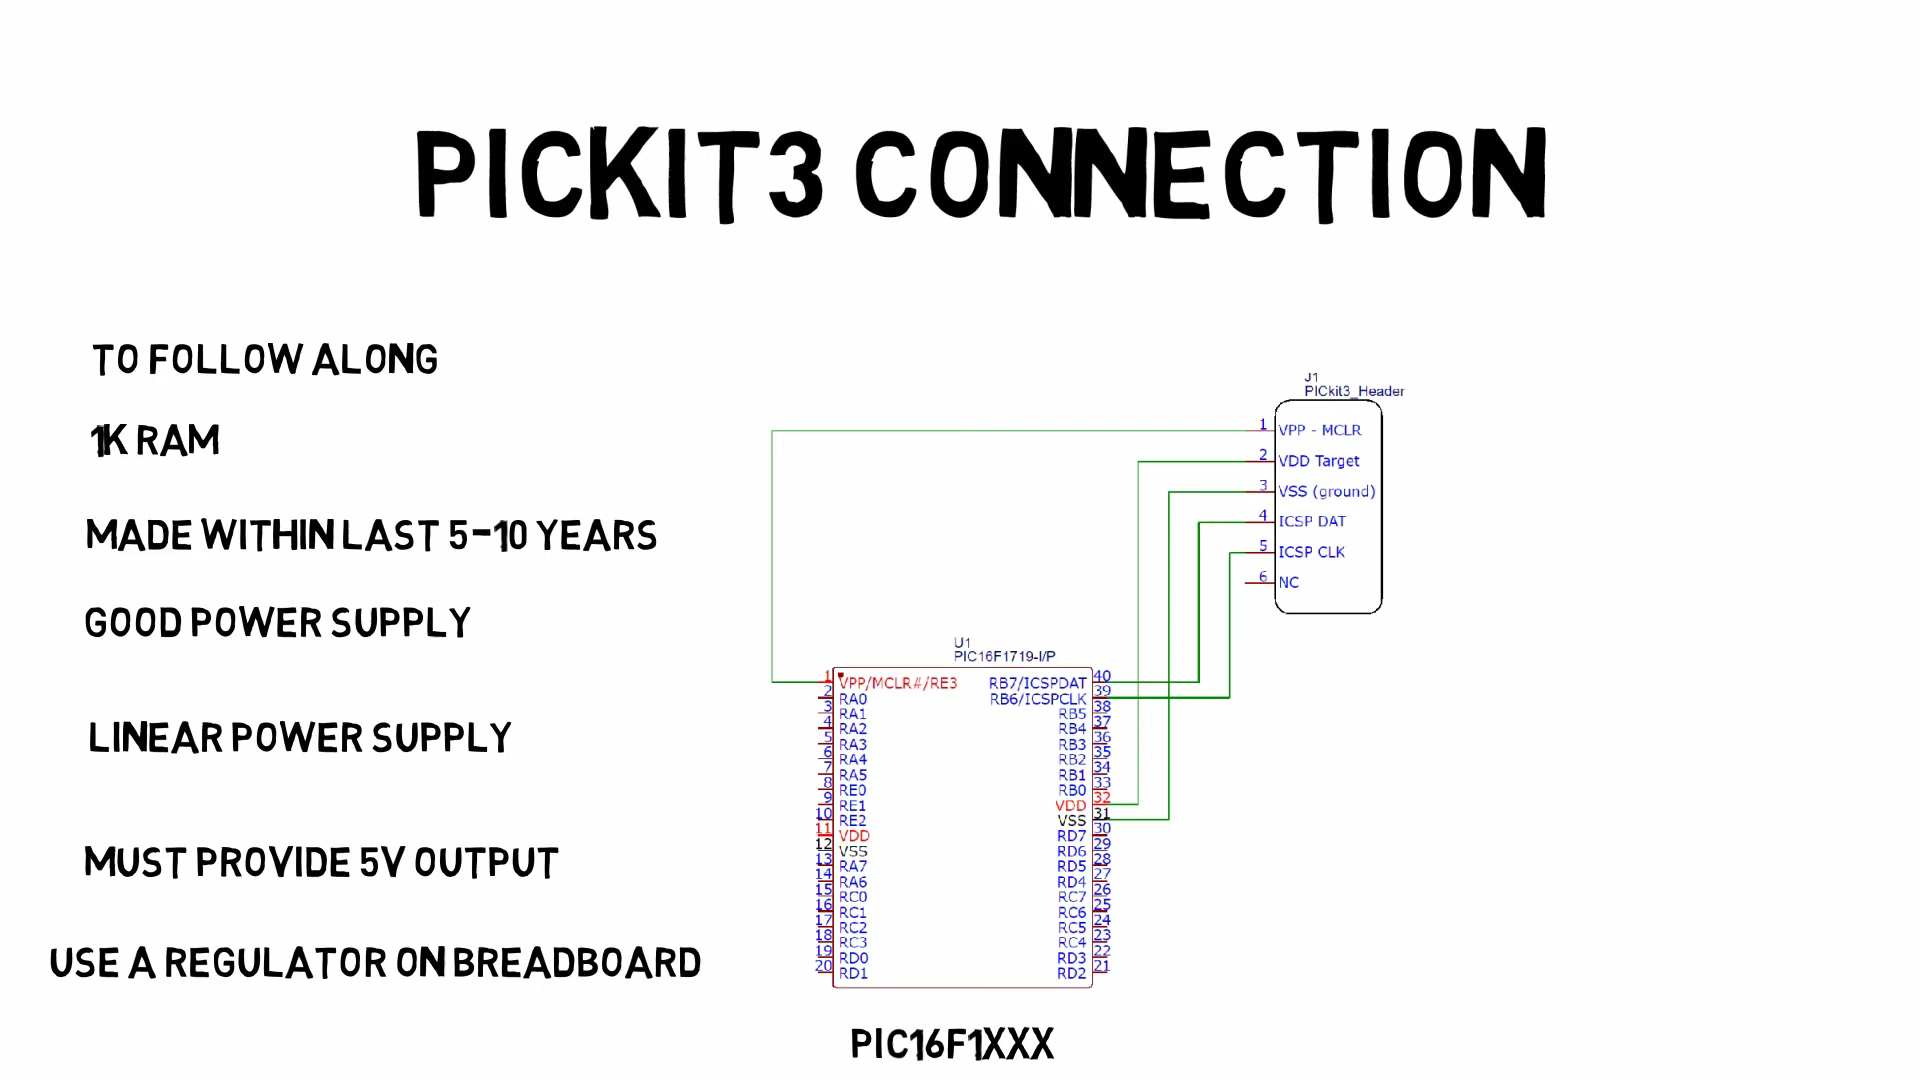 PICKIT3 CONNECTION
TO FOLLOW ALONG
1K RAM
MADE WITHIN LAST 5-10 YEARS
GOOD POWER SUPPLY
LINEAR POWER SUPPLY
MUST PROVIDE 5V OUTPUT
USE A REGULATOR ON BREADBOARD
J1
PICkit3_Header
1 VPP - MCLR
2 VDD Target
3 VSS (ground)
4 ICSP DAT
5 ICSP CLK
6 NC
U1
PIC16F1719-I/P
1 VPP/MCLR#/RE3 RB7/ICSPDAT 40
2 RA0 RB6/ICSPCLK 39
3 RA1 RB5 38
4 RA2 RB4 37
5 RA3 RB3 36
6 RA4 RB2 35
7 RA5 RB1 34
8 RE0 RB0 33
9 RE1 VDD 32
10 RE2 VSS 31
11 VDD RD7 30
12 VSS RD6 29
13 RA7 RD5 28
14 RA6 RD4 27
15 RC0 RC7 26
16 RC1 RC6 25
17 RC2 RC5 24
18 RC3 RC4 23
19 RD0 RD3 22
20 RD1 RD2 21
PIC16F1XXX